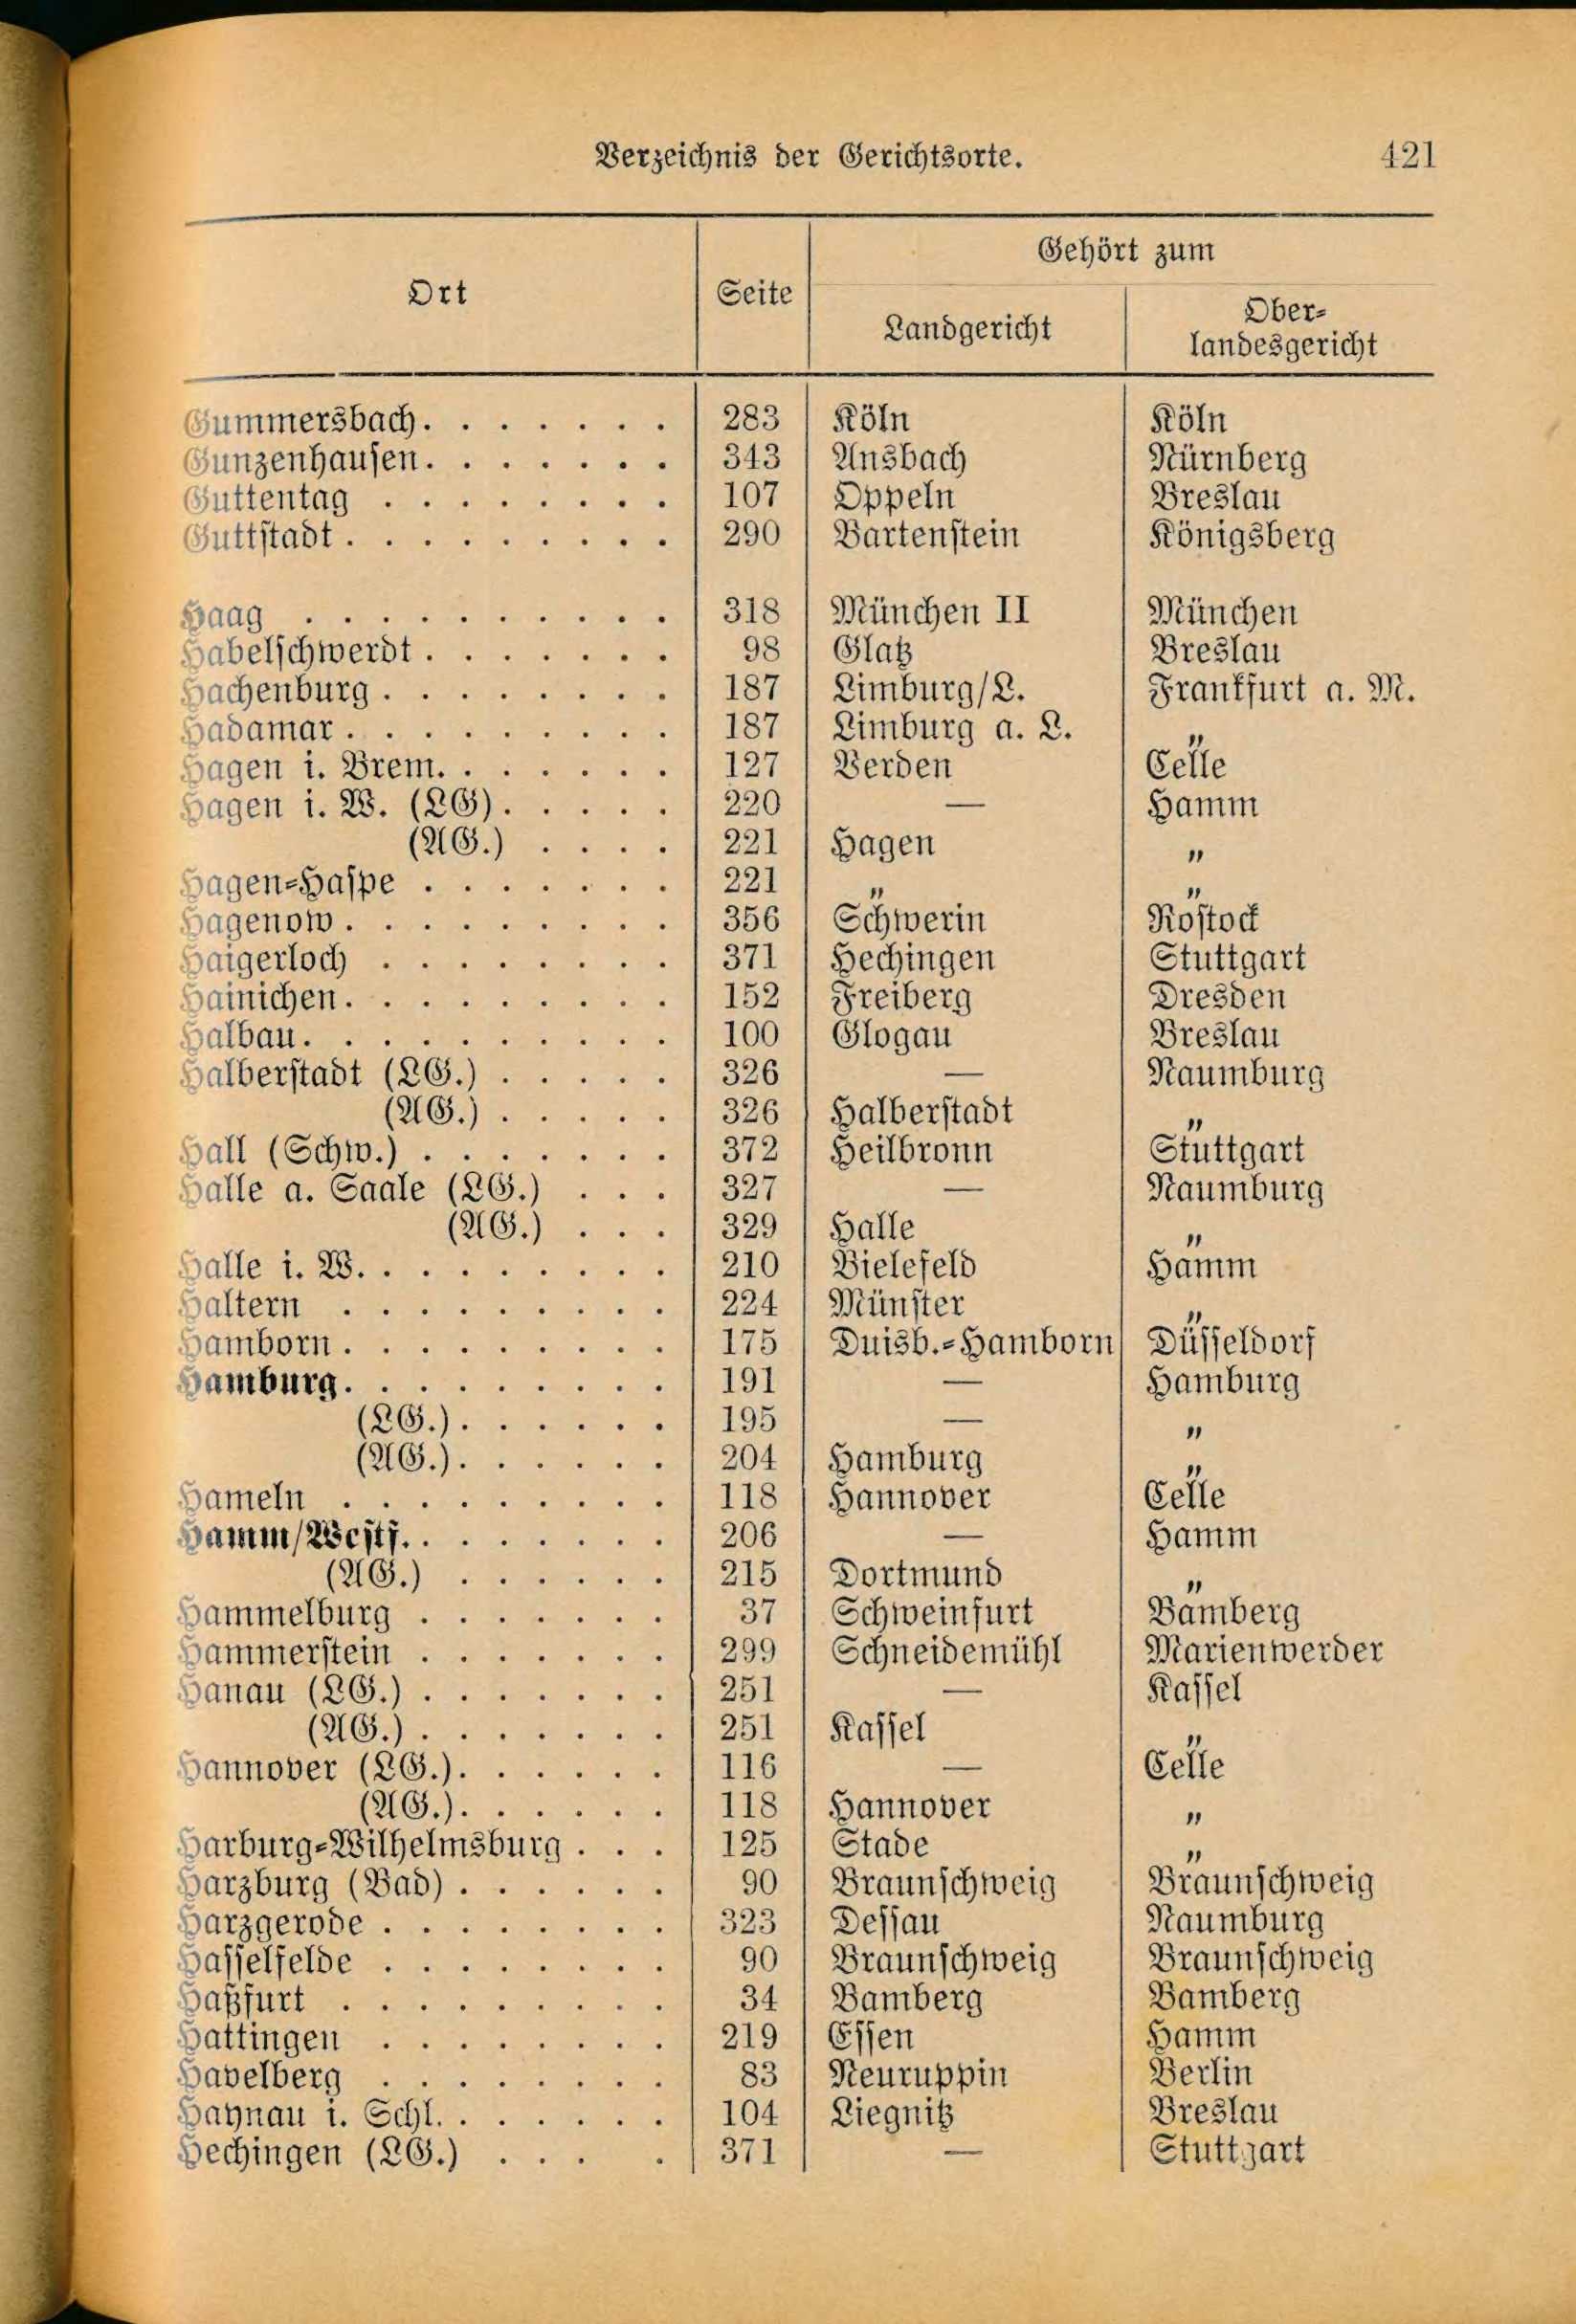 Verzeichnis der Gerichtsorte. 421
Ort Seite Gehört zum
Landgericht Ober-
landesgericht
Gummersbach. . . . . . . 283 Köln Köln
Gunzenhausen. . . . . . . 343 Ansbach Nürnberg
Guttentag . . . . . . . . 107 Oppeln Breslau
Guttstadt. . . . . . . . . 290 Bartenstein Königsberg
Haag . . . . . . . . . . 318 München II München
Habelschwerdt. . . . . . . 98 Glatz Breslau
Hachenburg. . . . . . . . 187 Limburg/L. Frankfurt a. M.
Hadamar. . . . . . . . . 187 Limburg a. L. "
Hagen i. Brem. . . . . . . 127 Verden Celle
Hagen i. W. (LG). . . . . 220 — Hamm
(AG.) . . . . 221 Hagen "
Hagen-Haspe . . . . . . . 221 " "
Hagenow. . . . . . . . . 356 Schwerin Rostock
Haigerloch . . . . . . . . 371 Hechingen Stuttgart
Hainichen. . . . . . . . . 152 Freiberg Dresden
Halbau. . . . . . . . . . 100 Glogau Breslau
Halberstadt (LG.) . . . . . 326 — Naumburg
(AG.) . . . . . 326 Halberstadt "
Hall (Schw.) . . . . . . . 372 Heilbronn Stuttgart
Halle a. Saale (LG.) . . . 327 — Naumburg
(AG.) . . . 329 Halle "
Halle i. W. . . . . . . . . 210 Bielefeld Hamm
Haltern . . . . . . . . . 224 Münster "
Hamborn. . . . . . . . . 175 Duisb.-Hamborn Düsseldorf
Hamburg. . . . . . . . . 191 — Hamburg
(LG.). . . . . . 195 — "
(AG.). . . . . . 204 Hamburg "
Hameln . . . . . . . . . 118 Hannover Celle
Hamm/Westf. . . . . . . . 206 — Hamm
(AG.) . . . . . . 215 Dortmund "
Hammelburg . . . . . . . 37 Schweinfurt Bamberg
Hammerstein . . . . . . . 299 Schneidemühl Marienwerder
Hanau (LG.) . . . . . . . 251 — Kassel
(AG.) . . . . . . . 251 Kassel "
Hannover (LG.). . . . . . 116 — Celle
(AG.). . . . . . 118 Hannover "
Harburg-Wilhelmsburg . . . 125 Stade "
Harzburg (Bad) . . . . . . 90 Braunschweig Braunschweig
Harzgerode . . . . . . . . 323 Dessau Naumburg
Hasselfelde . . . . . . . . 90 Braunschweig Braunschweig
Haßfurt . . . . . . . . . 34 Bamberg Bamberg
Hattingen . . . . . . . . 219 Essen Hamm
Havelberg . . . . . . . . 83 Neuruppin Berlin
Haynau i. Schl. . . . . . . 104 Liegnitz Breslau
Hechingen (LG.) . . . . 371 — Stuttgart